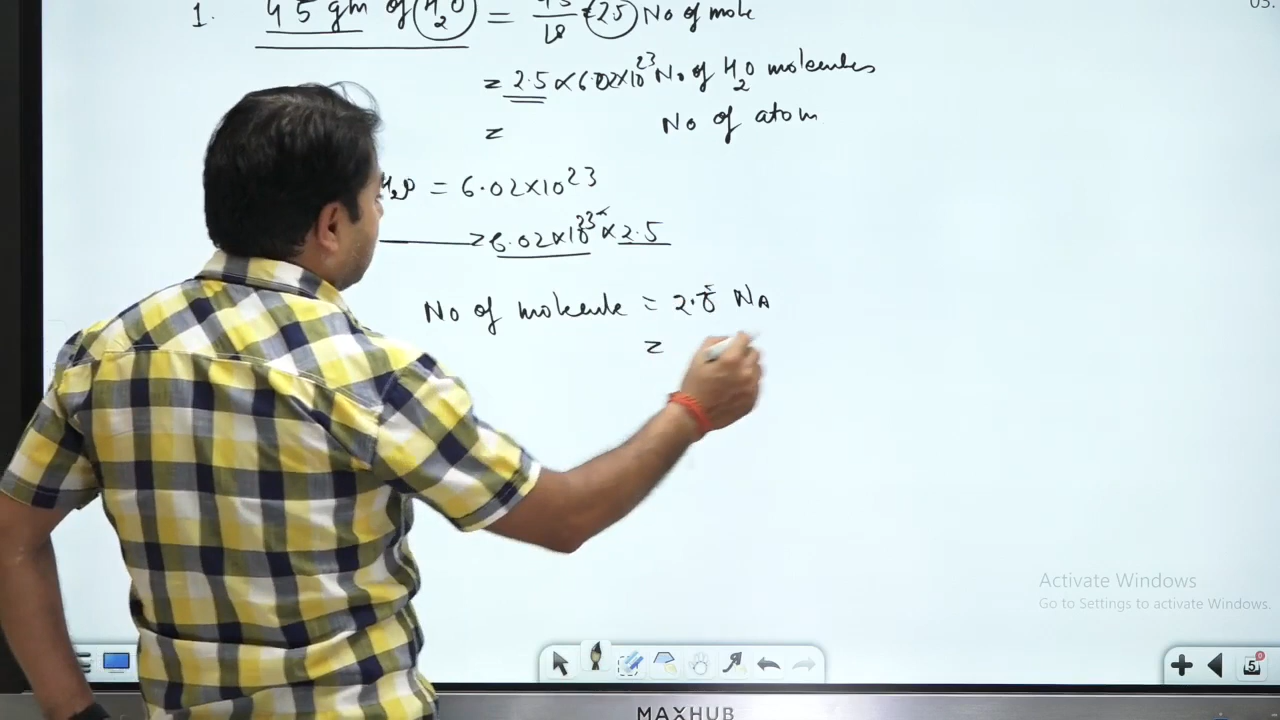 1. 45 gm of H2O = 45/18 = 2.5 No of mole
= 2.5 × 6.02×10^23 No of H2O molecules
= No of atom
H2O = 6.02×10^23
6.02×10^23 × 2.5
No of molecule = 2.5 NA
=
Activate Windows
Go to Settings to activate Windows.
5
MAXHUB